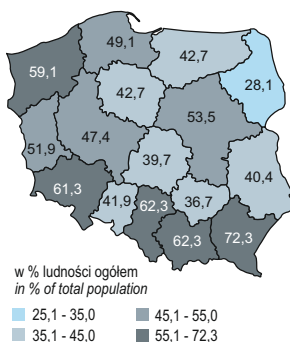 49,1
42,7
59,1
28,1
42,7
53,5
47,4
51,9
39,7
40,4
61,3
41,9
62,3
36,7
62,3
72,3
w % ludności ogółem
in % of total population
25,1 - 35,0
45,1 - 55,0
35,1 - 45,0
55,1 - 72,3